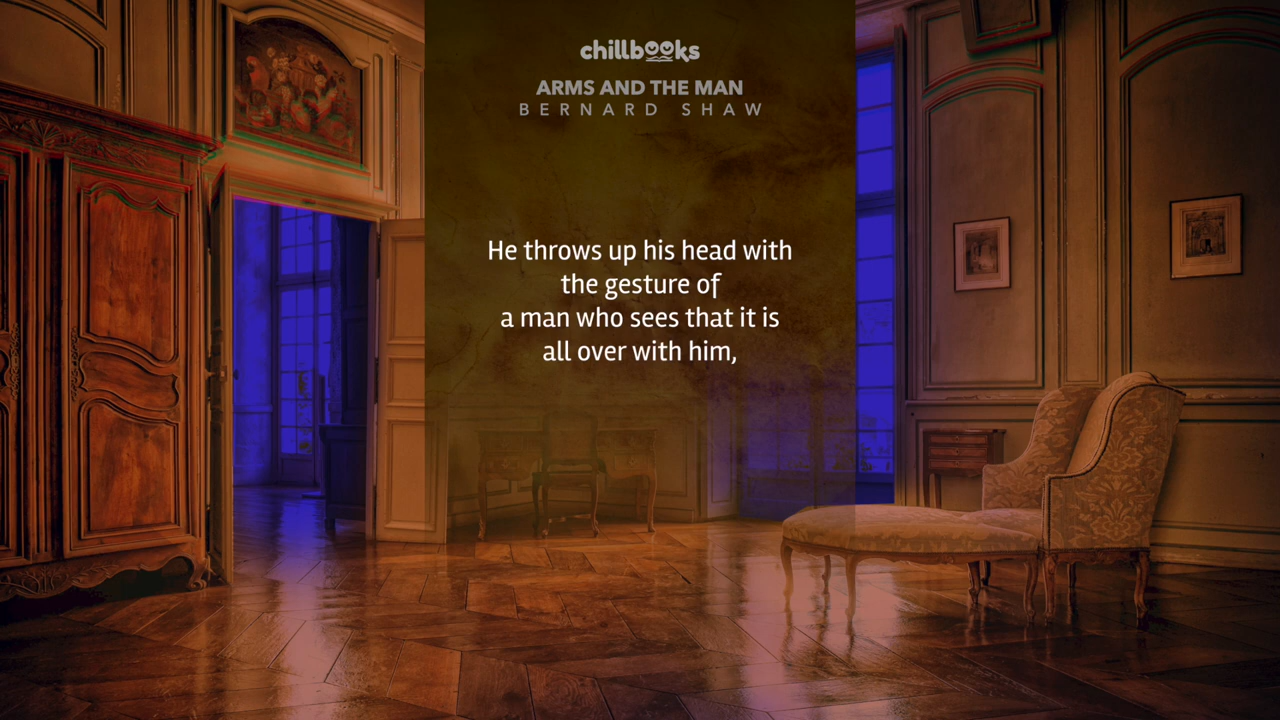 chillbooks
ARMS AND THE MAN
BERNARD SHAW
He throws up his head with
the gesture of
a man who sees that it is
all over with him,